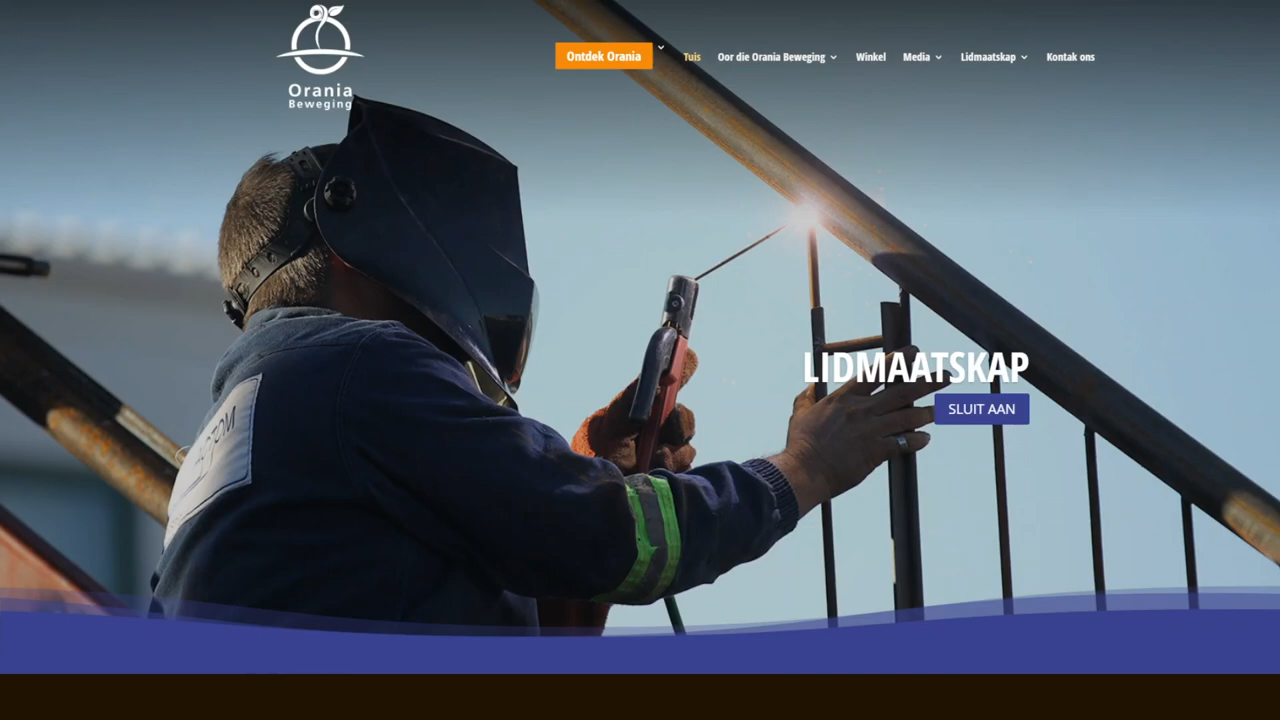 Orania
Beweging
Ontdek Orania
Tuis
Oor die Orania Beweging
Winkel
Media
Lidmaatskap
Kontak ons
LIDMAATSKAP
SLUIT AAN